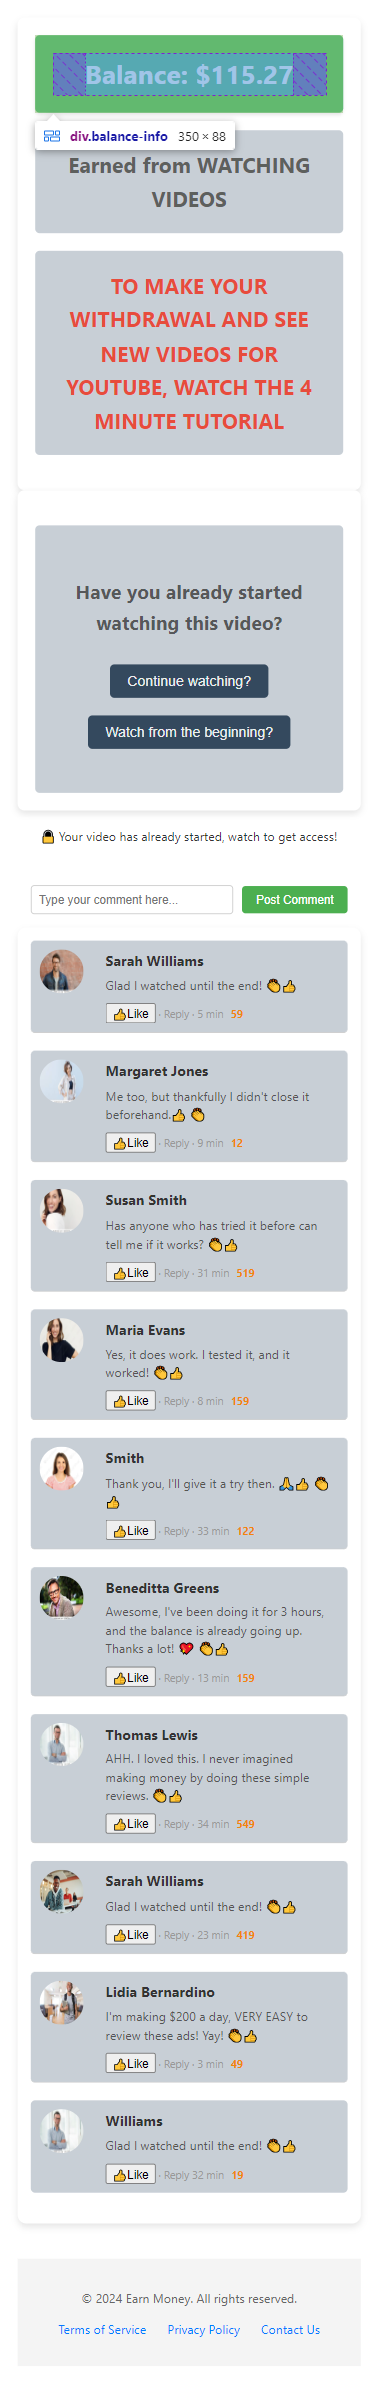 Balance: $115.27
div.balance-info 350 × 88
Earned from WATCHING
VIDEOS
TO MAKE YOUR
WITHDRAWAL AND SEE
NEW VIDEOS FOR
YOUTUBE, WATCH THE 4
MINUTE TUTORIAL
Have you already started
watching this video?
Continue watching?
Watch from the beginning?
🔒 Your video has already started, watch to get access!
Type your comment here...
Post Comment
Sarah Williams
Glad I watched until the end! 👏👍
👍Like · Reply · 5 min 59
Margaret Jones
Me too, but thankfully I didn't close it
beforehand.👍 👏
👍Like · Reply · 9 min 12
Susan Smith
Has anyone who has tried it before can
tell me if it works? 👏👍
👍Like · Reply · 31 min 519
Maria Evans
Yes, it does work. I tested it, and it
worked! 👏👍
👍Like · Reply · 8 min 159
Smith
Thank you, I'll give it a try then. 🙏👍 👏
👍
👍Like · Reply · 33 min 122
Beneditta Greens
Awesome, I've been doing it for 3 hours,
and the balance is already going up.
Thanks a lot! 💖 👏👍
👍Like · Reply · 13 min 159
Thomas Lewis
AHH. I loved this. I never imagined
making money by doing these simple
reviews. 👏👍
👍Like · Reply · 34 min 549
Sarah Williams
Glad I watched until the end! 👏👍
👍Like · Reply · 23 min 419
Lidia Bernardino
I'm making $200 a day, VERY EASY to
review these ads! Yay! 👏👍
👍Like · Reply · 3 min 49
Williams
Glad I watched until the end! 👏👍
👍Like · Reply 32 min 19
© 2024 Earn Money. All rights reserved.
Terms of Service Privacy Policy Contact Us